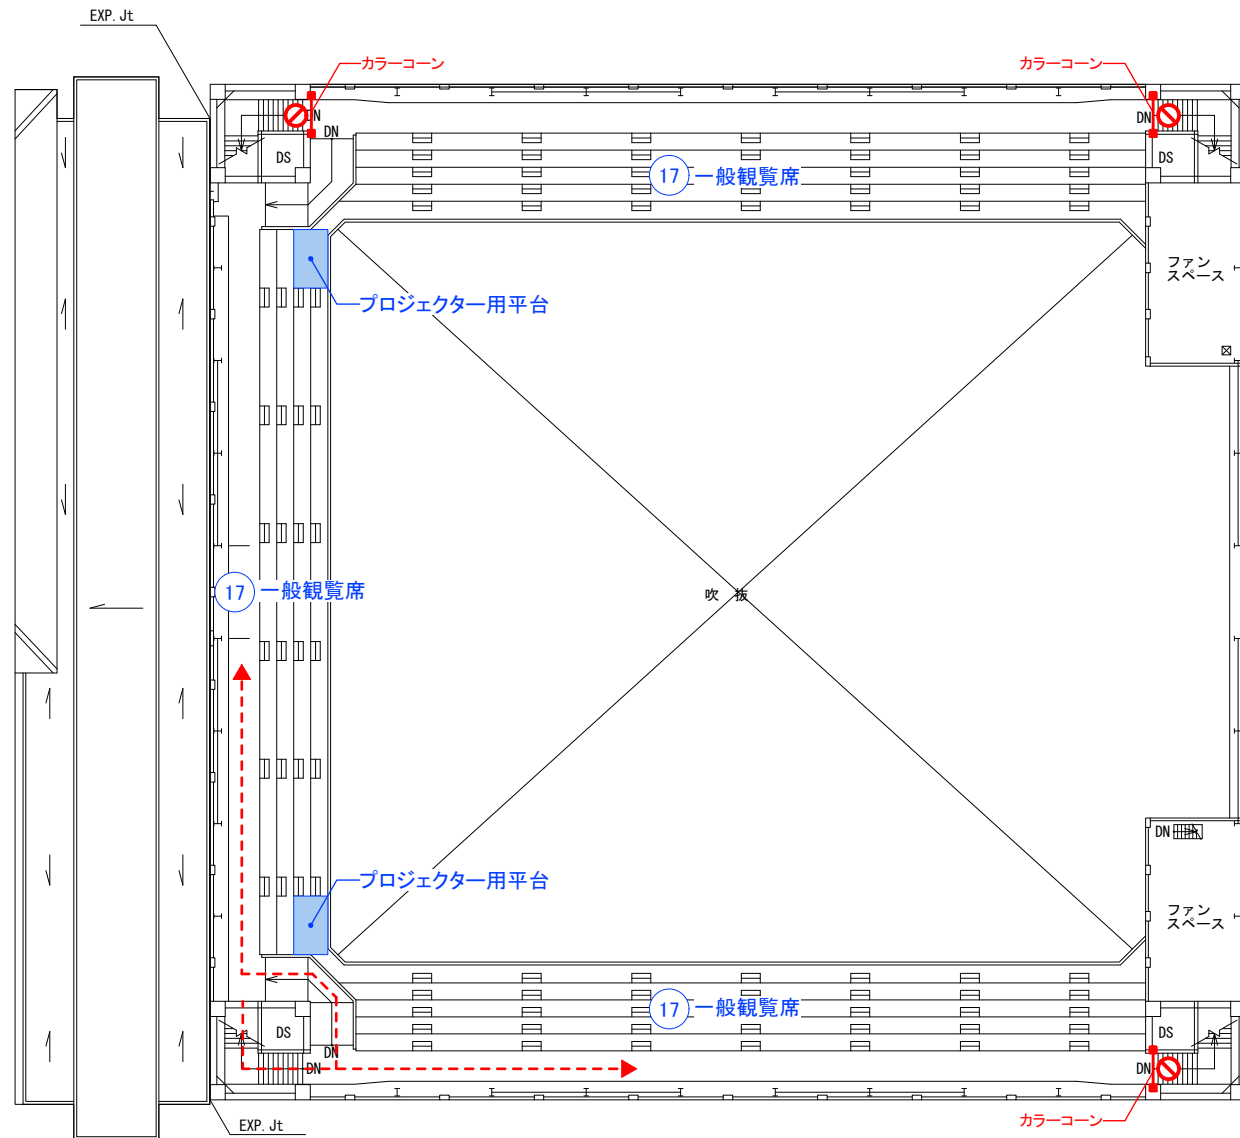 EXP. Jt
カラーコーン
カラーコーン
DN
DN
DN
DS
DS
17 一般観覧席
ファン
スペース
プロジェクター用平台
17 一般観覧席
吹 抜
DN
プロジェクター用平台
ファン
スペース
17 一般観覧席
DS
DS
DN
DN
DN
カラーコーン
EXP. Jt